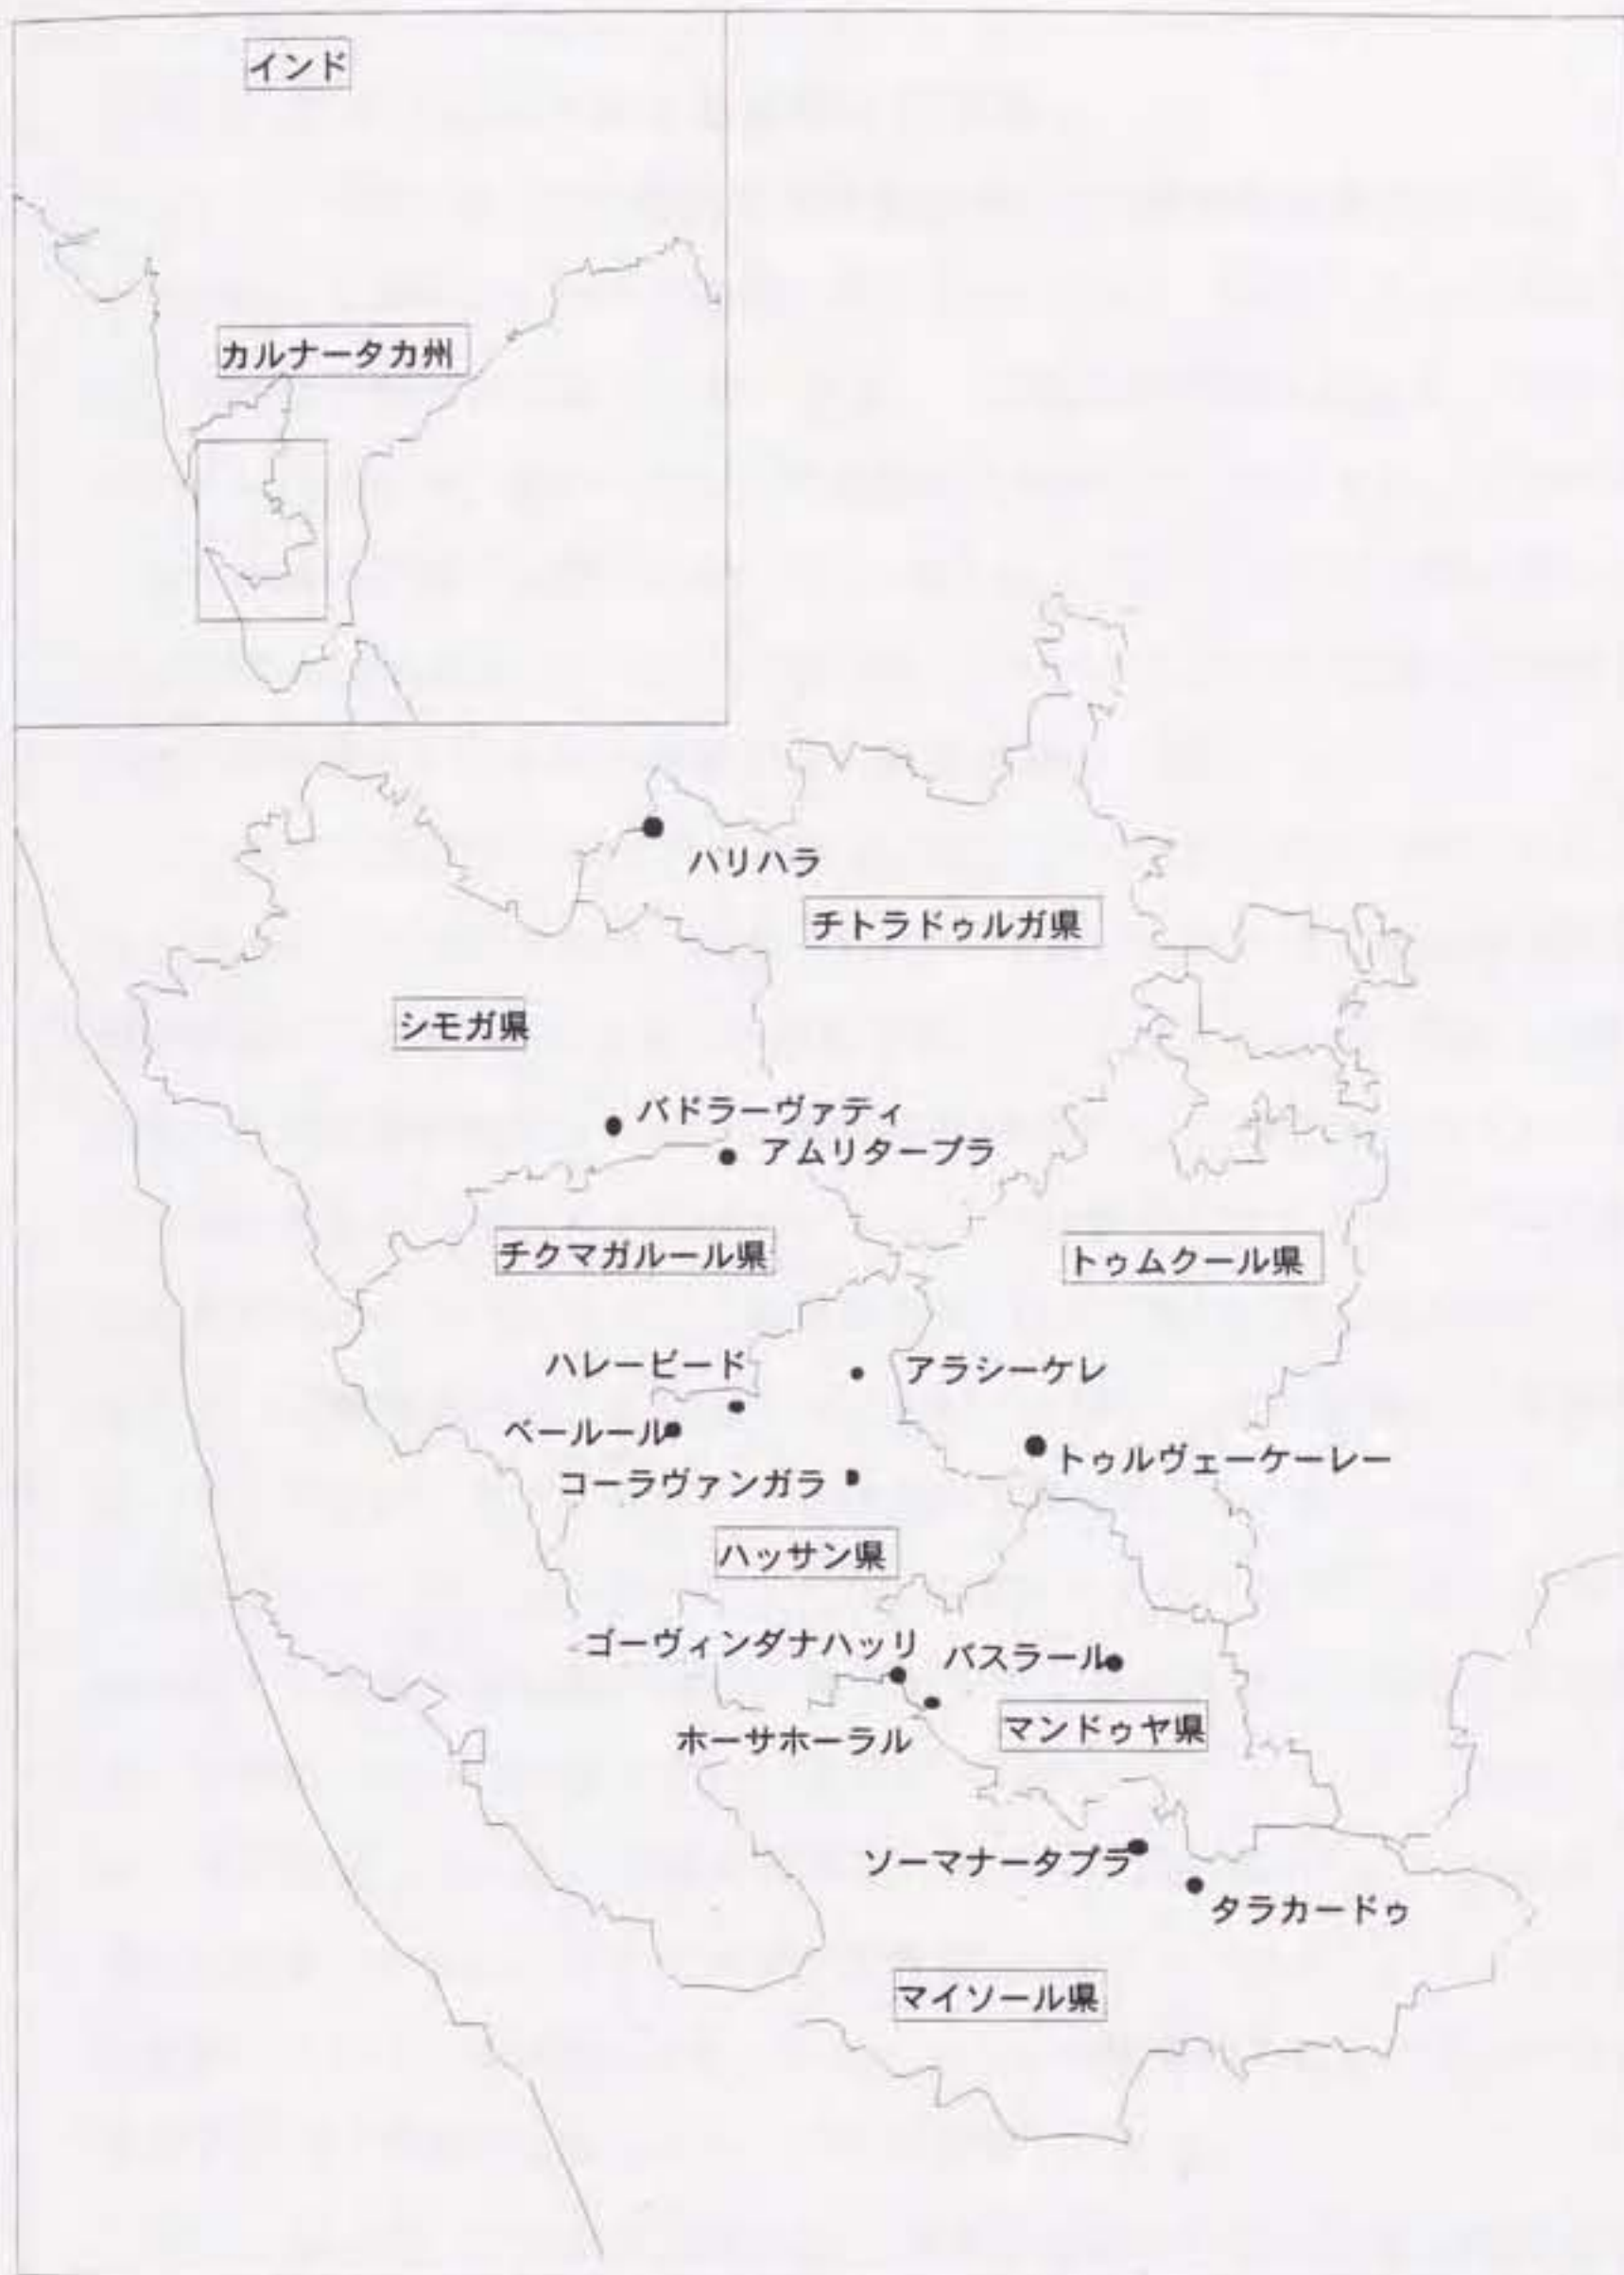 インド
カルナータカ州
ハリハラ
チトラドゥルガ県
シモガ県
バドラーヴァティ
アムリタープラ
チクマガルール県
トゥムクール県
ハレービード
アラシーケレ
ベールール
トゥルヴェーケーレー
コーラヴァンガラ
ハッサン県
ゴーヴィンダナハッリ
バスラール
ホーサホーラル
マンドゥヤ県
ソーマナータプラ
タラカードゥ
マイソール県